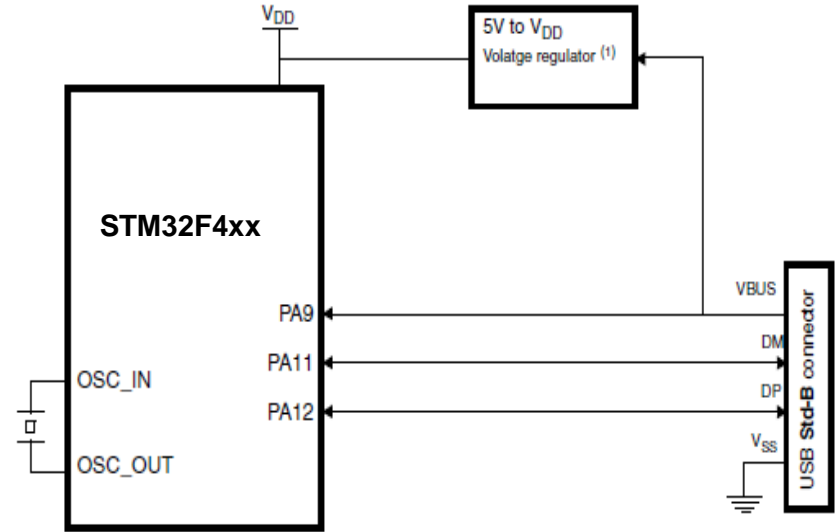 VDD
5V to VDD
Volatge regulator (1)
STM32F4xx
PA9
VBUS
PA11
DM
OSC_IN
PA12
DP
OSC_OUT
VSS
USB Std-B connector